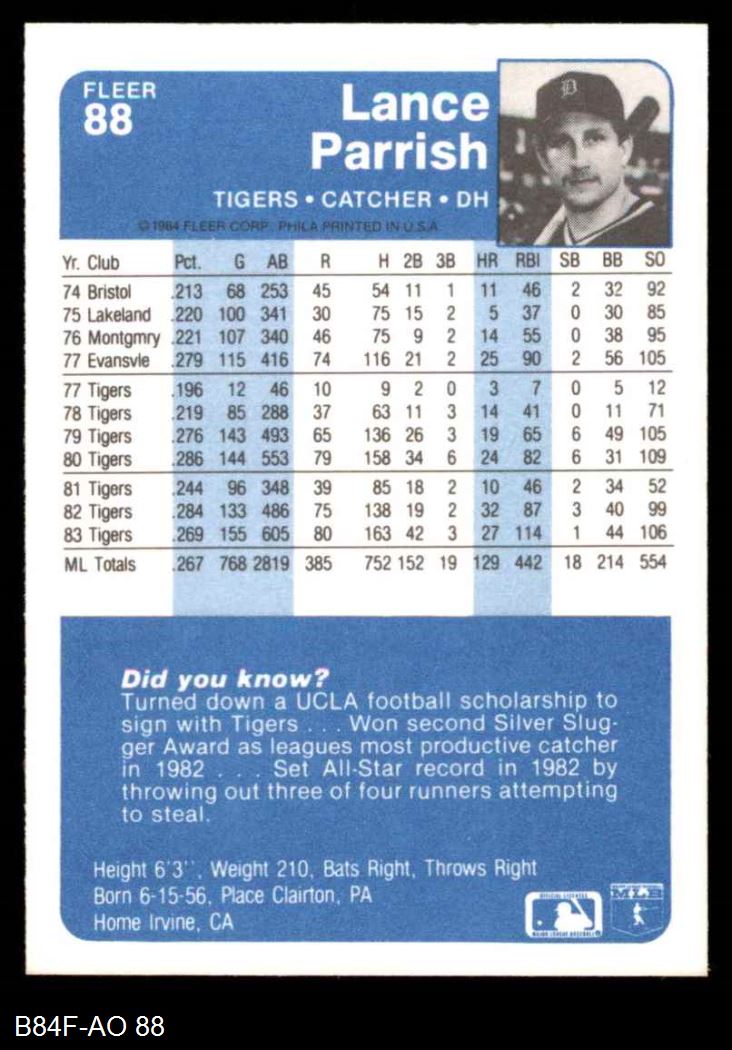 FLEER
88
Lance
Parrish
TIGERS • CATCHER • DH
© 1984 FLEER CORP. PHILA PRINTED IN U.S.A.
Yr. Club Pct. G AB R H 2B 3B HR RBI SB BB SO
74 Bristol .213 68 253 45 54 11 1 11 46 2 32 92
75 Lakeland .220 100 341 30 75 15 2 5 37 0 30 85
76 Montgmry .221 107 340 46 75 9 2 14 55 0 38 95
77 Evansvle .279 115 416 74 116 21 2 25 90 2 56 105
77 Tigers .196 12 46 10 9 2 0 3 7 0 5 12
78 Tigers .219 85 288 37 63 11 3 14 41 0 11 71
79 Tigers .276 143 493 65 136 26 3 19 65 6 49 105
80 Tigers .286 144 553 79 158 34 6 24 82 6 31 109
81 Tigers .244 96 348 39 85 18 2 10 46 2 34 52
82 Tigers .284 133 486 75 138 19 2 32 87 3 40 99
83 Tigers .269 155 605 80 163 42 3 27 114 1 44 106
ML Totals .267 768 2819 385 752 152 19 129 442 18 214 554
Did you know?
Turned down a UCLA football scholarship to
sign with Tigers . . . Won second Silver Slug-
ger Award as leagues most productive catcher
in 1982 . . . Set All-Star record in 1982 by
throwing out three of four runners attempting
to steal.
Height 6'3'', Weight 210, Bats Right, Throws Right
Born 6-15-56, Place Clairton, PA
Home Irvine, CA
OFFICIAL LICENSEE
MAJOR LEAGUE BASEBALL
B84F-AO 88